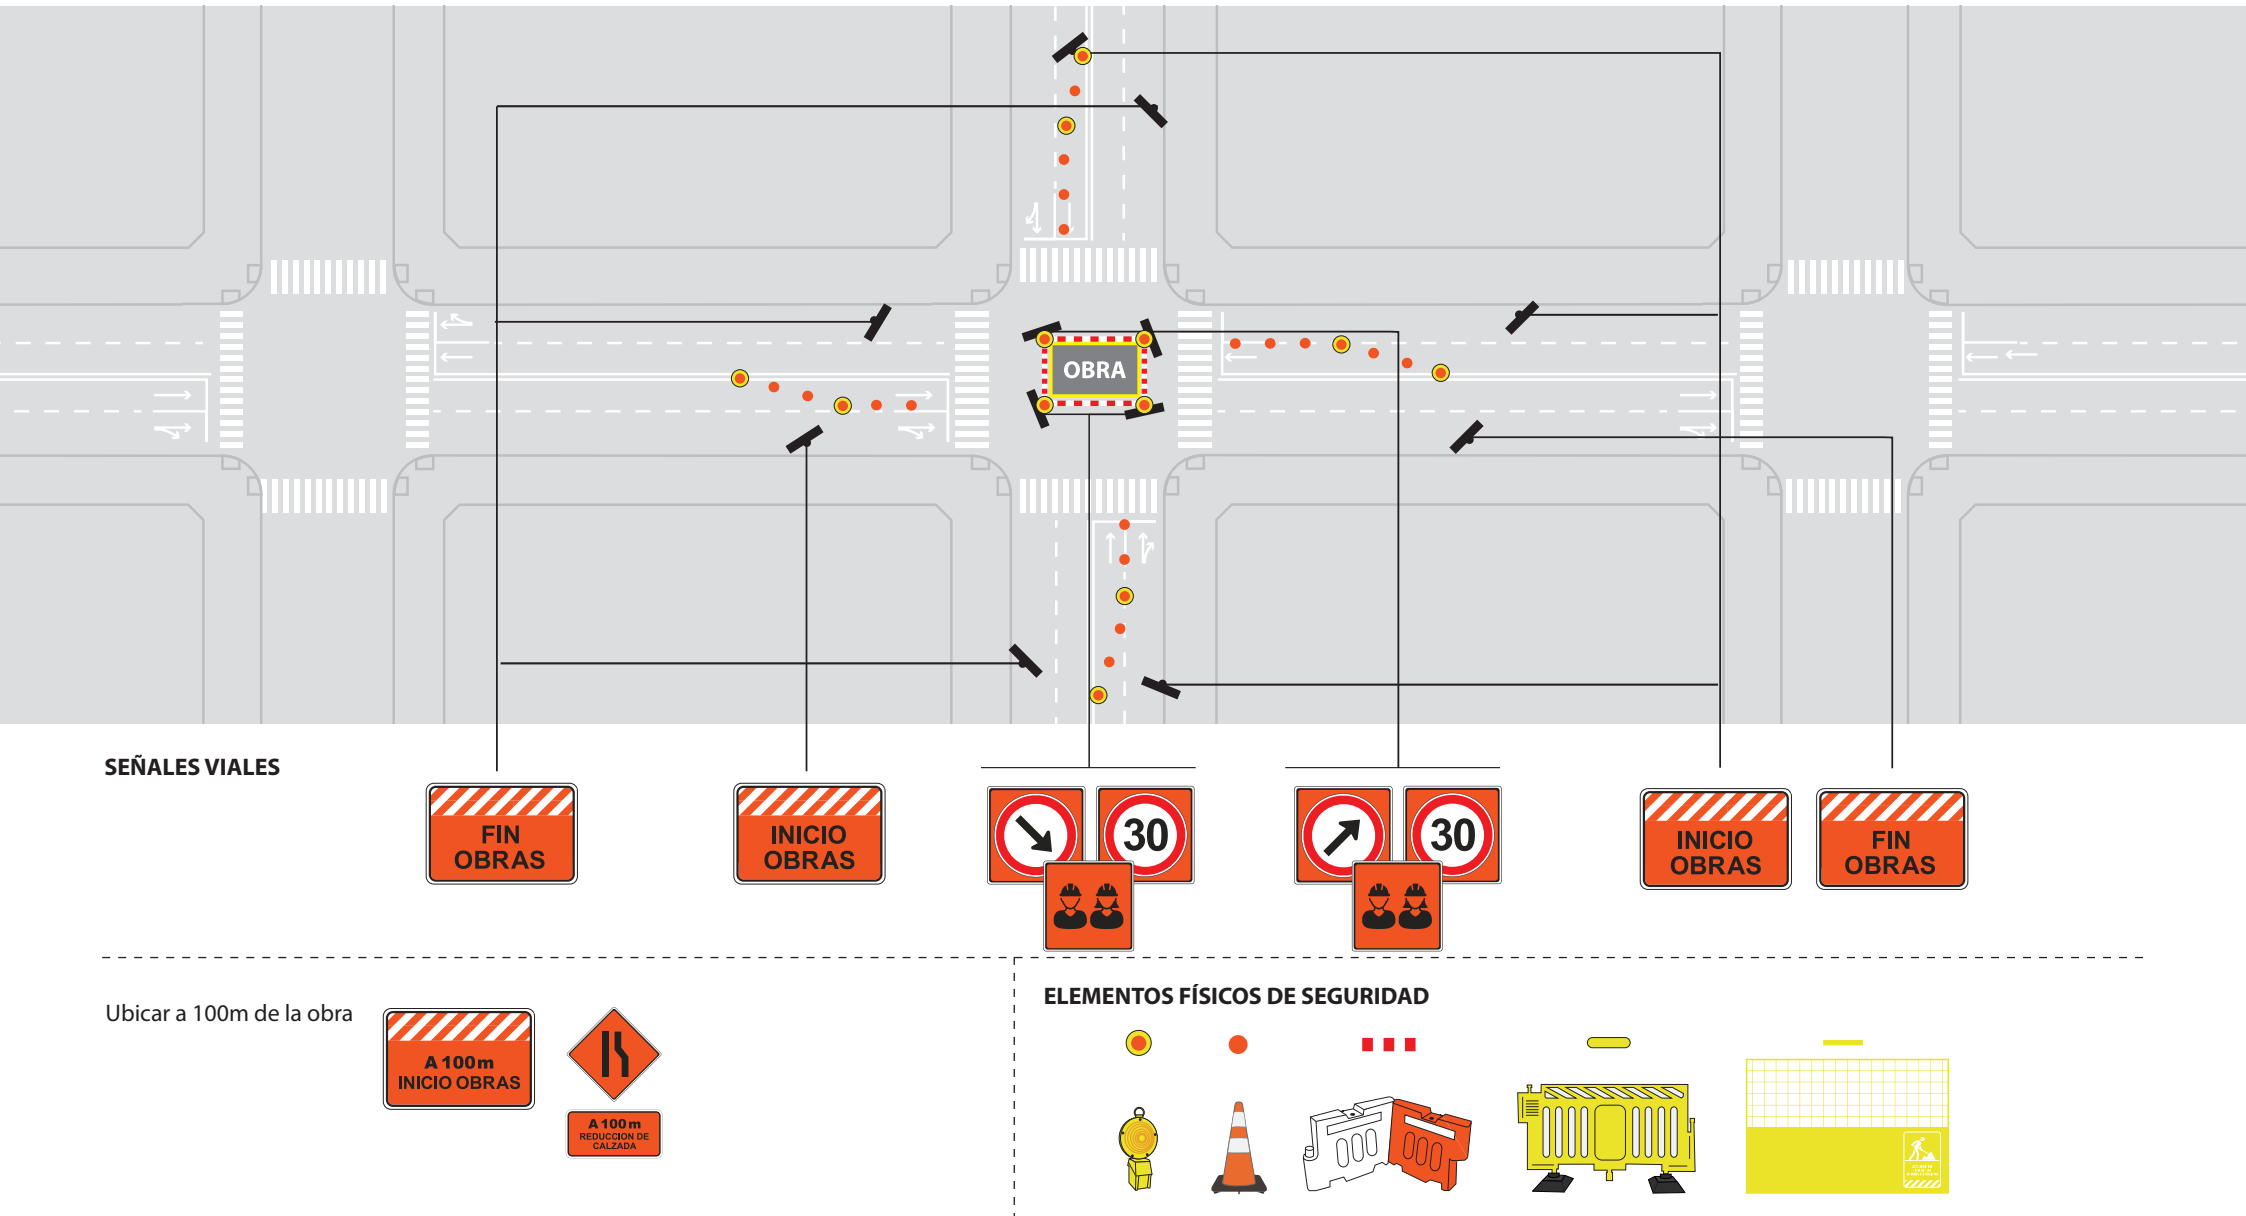 OBRA
SEÑALES VIALES
FIN
OBRAS
INICIO
OBRAS
30
30
INICIO
OBRAS
FIN
OBRAS
Ubicar a 100m de la obra
A 100m
INICIO OBRAS
A 100m
REDUCCION DE
CALZADA
ELEMENTOS FÍSICOS DE SEGURIDAD